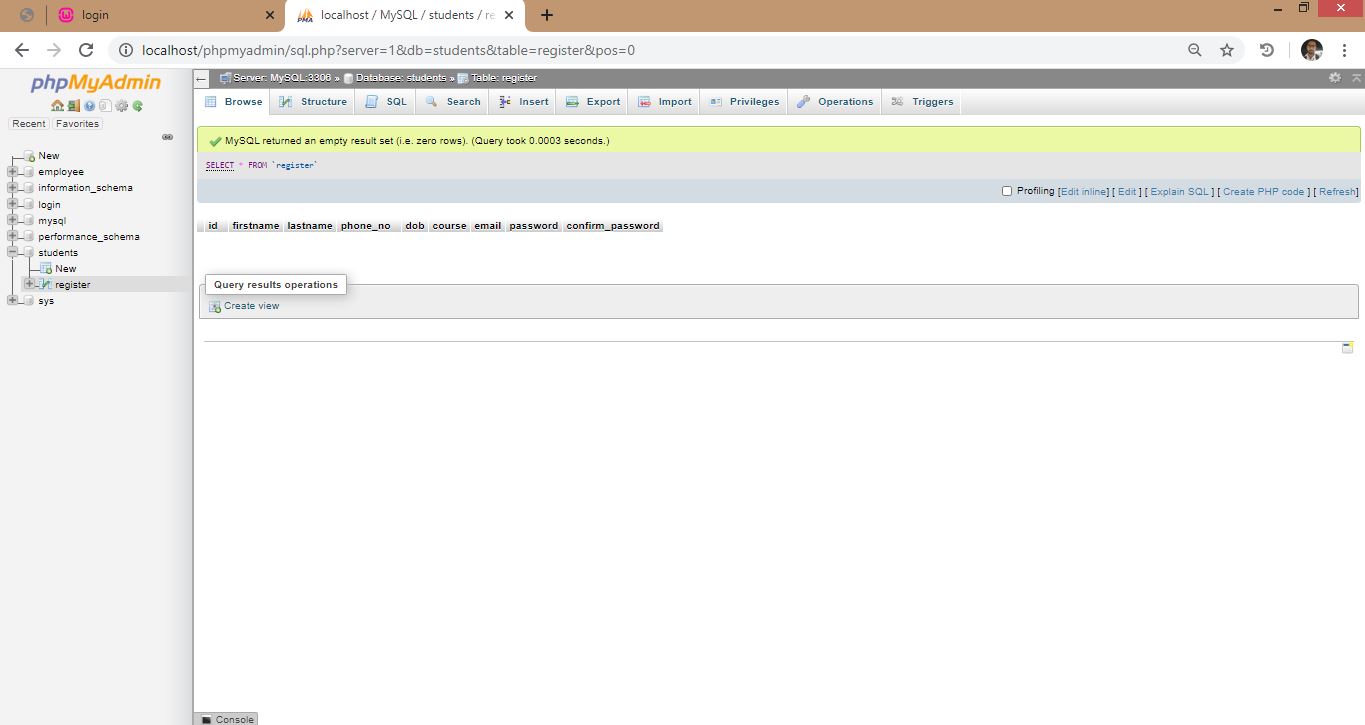 login
localhost / MySQL / students / re
localhost/phpmyadmin/sql.php?server=1&db=students&table=register&pos=0
phpMyAdmin
Recent Favorites
New
employee
information_schema
login
mysql
performance_schema
students
New
register
sys
Server: MySQL:3306 » Database: students » Table: register
Browse Structure SQL Search Insert Export Import Privileges Operations Triggers
MySQL returned an empty result set (i.e. zero rows). (Query took 0.0003 seconds.)
SELECT * FROM `register`
Profiling [Edit inline] [ Edit ] [ Explain SQL ] [ Create PHP code ] [ Refresh]
id firstname lastname phone_no dob course email password confirm_password
Query results operations
Create view
Console